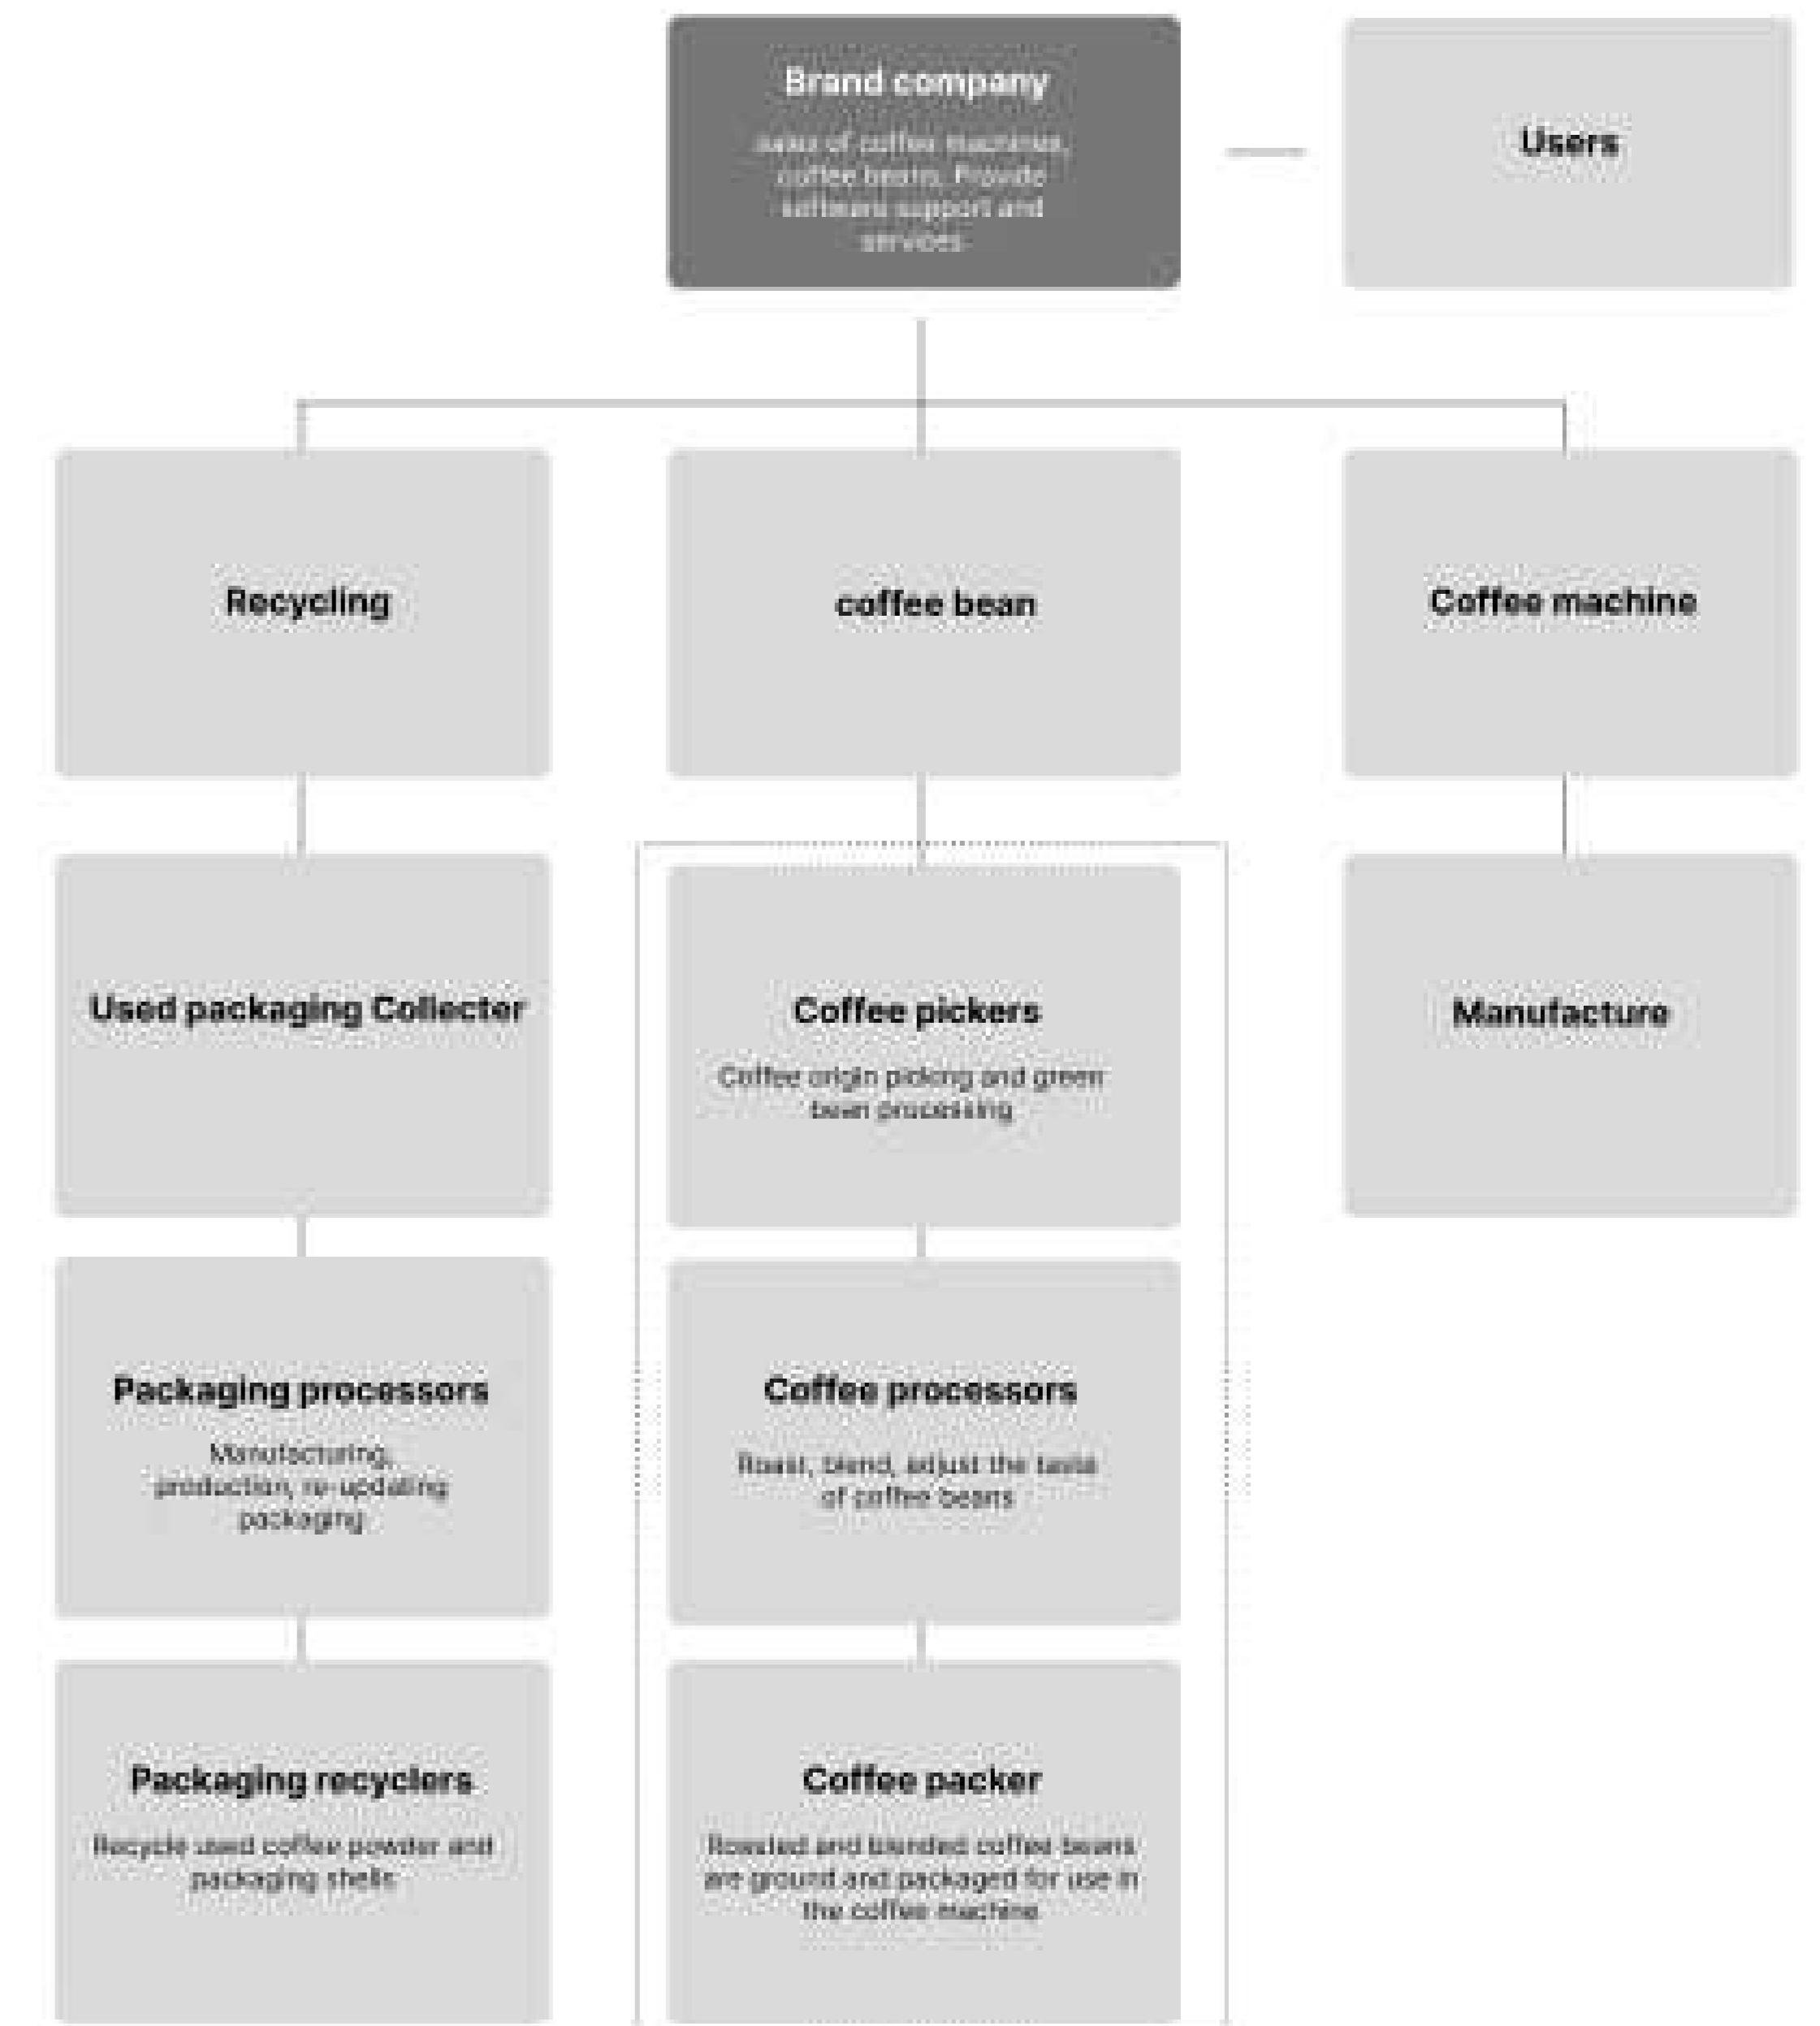 Brand company
sales of coffee machines,
coffee beans. Provide
software support and
services
Users
Recycling
coffee bean
Coffee machine
Used packaging Collecter
Coffee pickers
Coffee origin picking and green
bean processing
Manufacture
Packaging processors
Manufacturing,
production, re-updating
packaging
Coffee processors
Roast, blend, adjust the taste
of coffee beans
Packaging recyclers
Recycle used coffee powder and
packaging shells
Coffee packer
Roasted and blended coffee beans
are ground and packaged for use in
the coffee machine